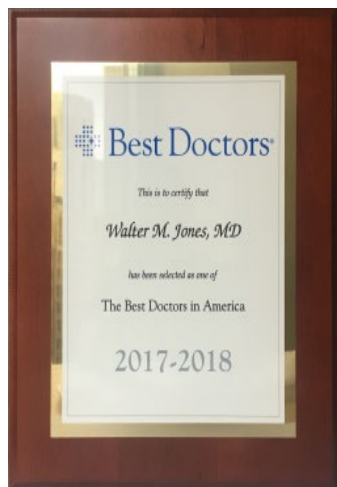 Best Doctors®
This is to certify that
Walter M. Jones, MD
has been selected as one of
The Best Doctors in America
2017-2018